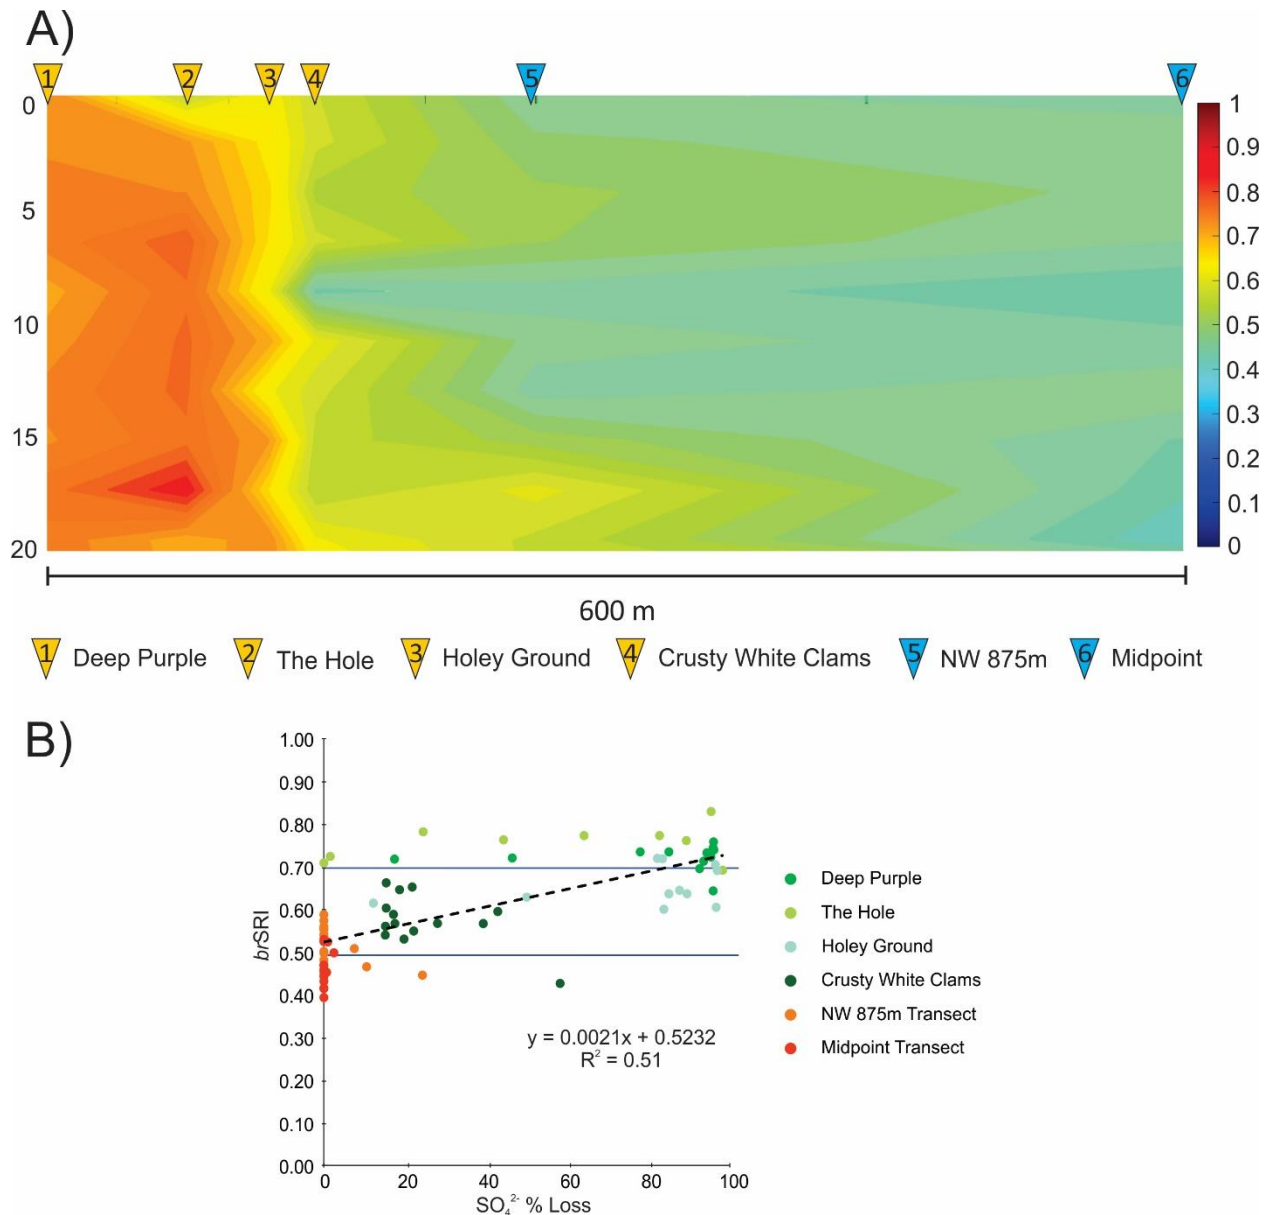 A)
1 2 3 4 5 6
0
5
10
15
20
1
0.9
0.8
0.7
0.6
0.5
0.4
0.3
0.2
0.1
0
600 m
1 Deep Purple 2 The Hole 3 Holey Ground 4 Crusty White Clams 5 NW 875m 6 Midpoint
B)
1.00
0.90
0.80
0.70
0.60
0.50
0.40
0.30
0.20
0.10
0.00
brSRI
y = 0.0021x + 0.5232
R² = 0.51
0 20 40 60 80 100
SO₄²⁻ % Loss
Deep Purple
The Hole
Holey Ground
Crusty White Clams
NW 875m Transect
Midpoint Transect